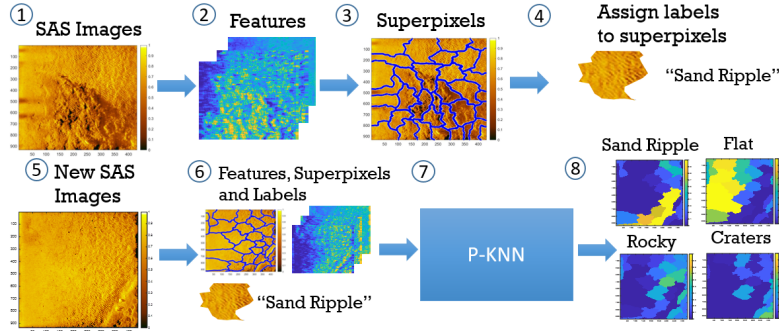 1 SAS Images
2 Features
3 Superpixels
4 Assign labels
to superpixels
"Sand Ripple"
5 New SAS
Images
6 Features, Superpixels
and Labels
"Sand Ripple"
7
P-KNN
8
Sand Ripple
Flat
Rocky
Craters